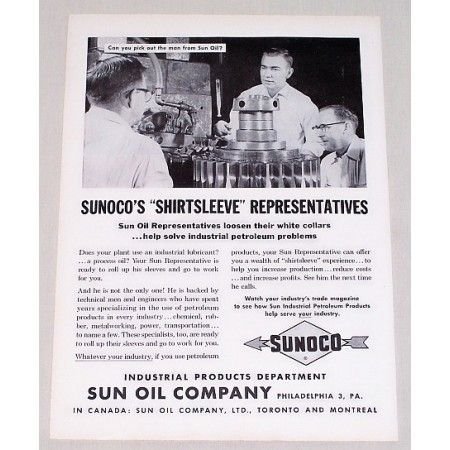 Can you pick out the man from Sun Oil?
SUNOCO'S "SHIRTSLEEVE" REPRESENTATIVES
Sun Oil Representatives loosen their white collars
...help solve industrial petroleum problems
Does your plant use an industrial lubricant?
...a process oil? Your Sun Representative is
ready to roll up his sleeves and go to work
for you.
And he is not the only one! He is backed by
technical men and engineers who have spent
years specializing in the use of petroleum
products in every industry...chemical, rub-
ber, metalworking, power, transportation...
to name a few. These specialists, too, are ready
to roll up their sleeves and go to work for you.
Whatever your industry, if you use petroleum
products, your Sun Representative can offer
you a wealth of "shirtsleeve" experience...to
help you increase production...reduce costs
...and increase profits. See him the next time
he calls.
Watch your industry's trade magazine
to see how Sun Industrial Petroleum Products
help serve your industry.
SUNOCO
®
INDUSTRIAL PRODUCTS DEPARTMENT
SUN OIL COMPANY PHILADELPHIA 3, PA.
IN CANADA: SUN OIL COMPANY, LTD., TORONTO AND MONTREAL